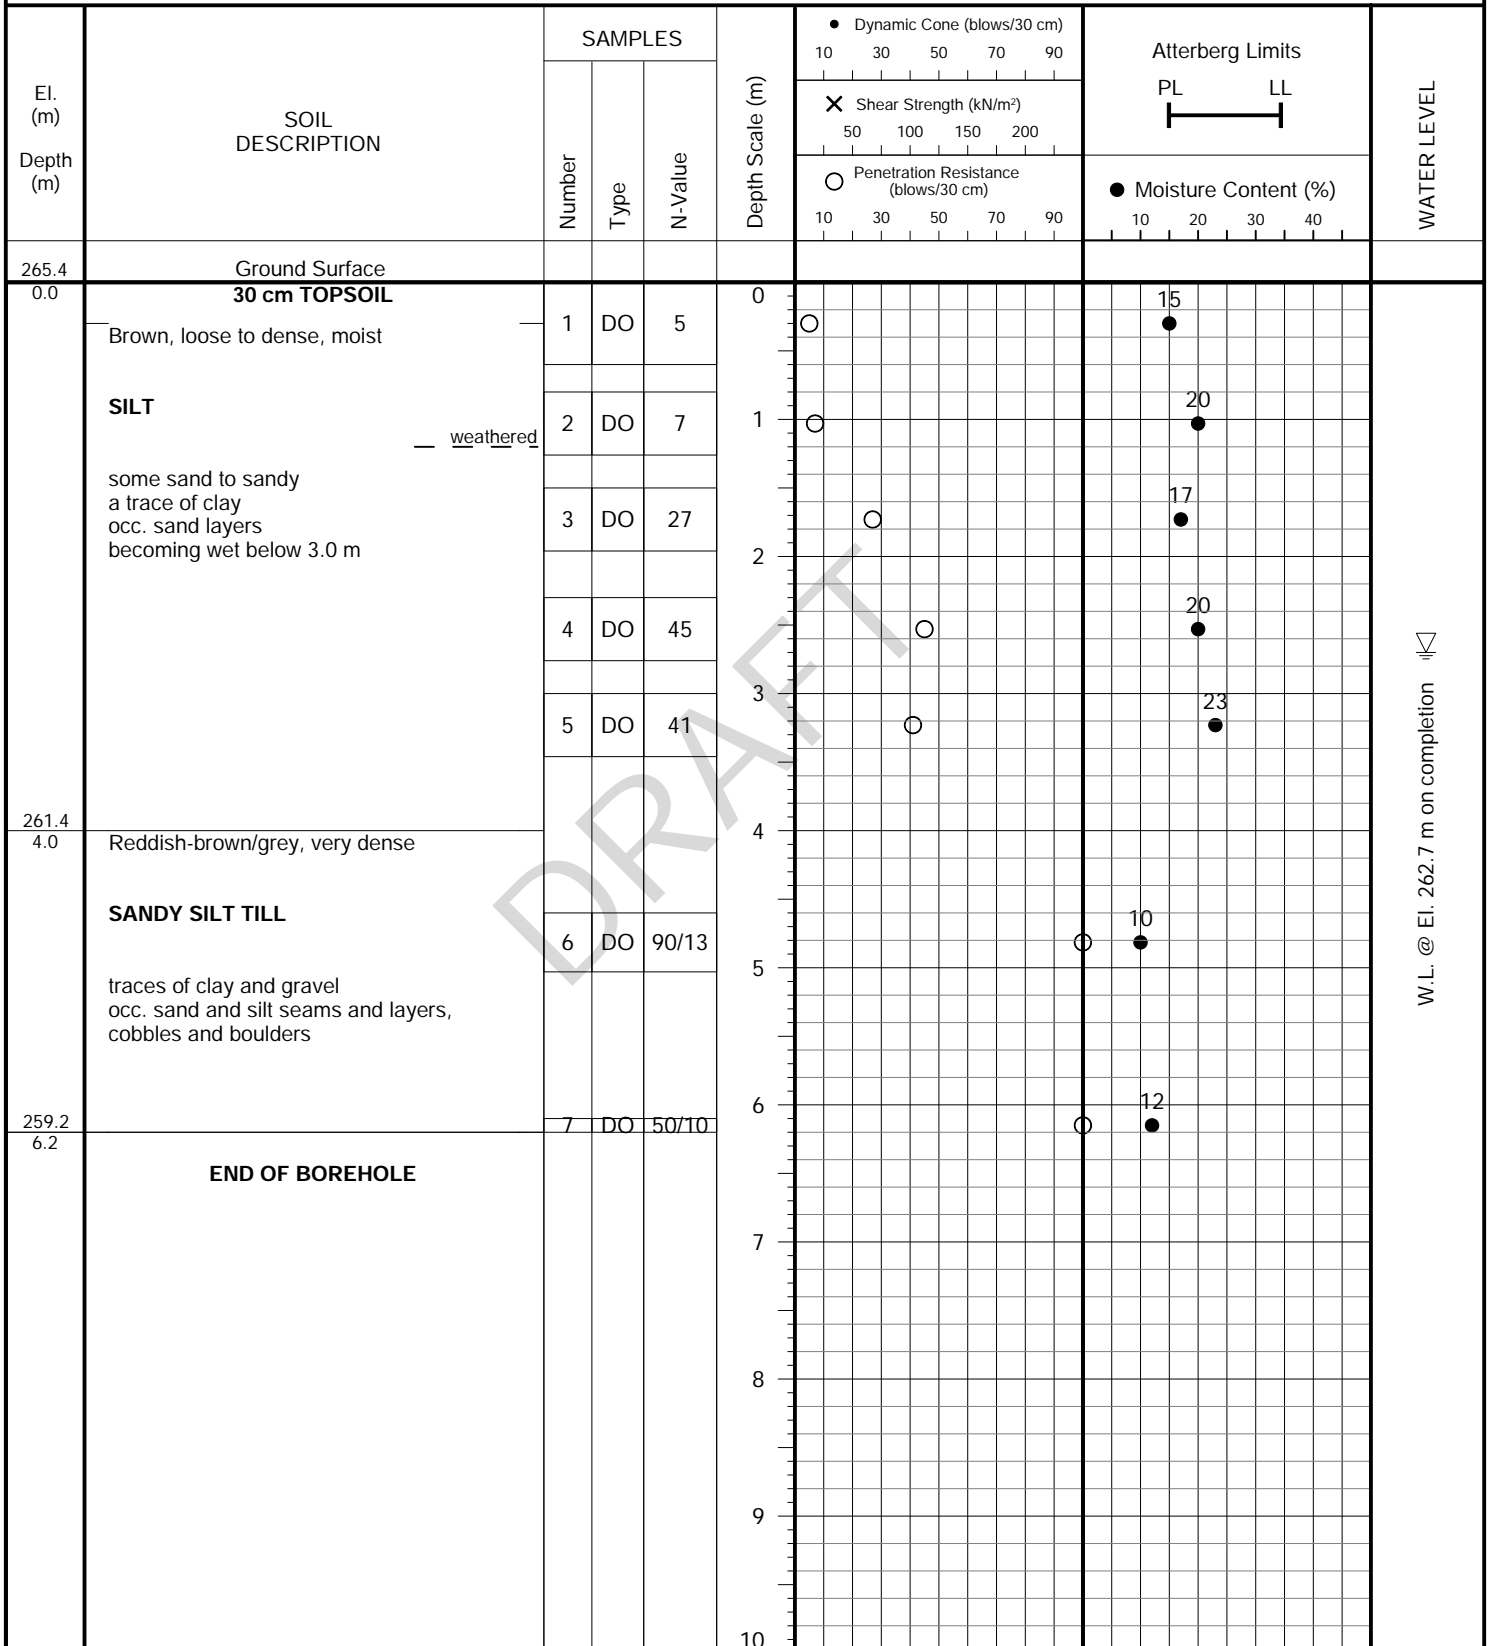 El.
(m)
Depth
(m)
SOIL
DESCRIPTION
SAMPLES
Number
Type
N-Value
Depth Scale (m)
Dynamic Cone (blows/30 cm)
10 30 50 70 90
Shear Strength (kN/m²)
50 100 150 200
Penetration Resistance
(blows/30 cm)
10 30 50 70 90
Atterberg Limits
PL LL
Moisture Content (%)
10 20 30 40
WATER LEVEL
265.4 Ground Surface
0.0 30 cm TOPSOIL 0 15
Brown, loose to dense, moist 1 DO 5
SILT 20
2 DO 7 1
weathered
some sand to sandy 17
a trace of clay
occ. sand layers 3 DO 27
becoming wet below 3.0 m 2
20
4 DO 45
3 23
5 DO 41
261.4
4.0 Reddish-brown/grey, very dense 4
SANDY SILT TILL 10
6 DO 90/13
5
traces of clay and gravel
occ. sand and silt seams and layers,
cobbles and boulders
6 12
259.2 7 DO 50/10
6.2
END OF BOREHOLE
7
8
9
10
W.L. @ El. 262.7 m on completion
DRAFT